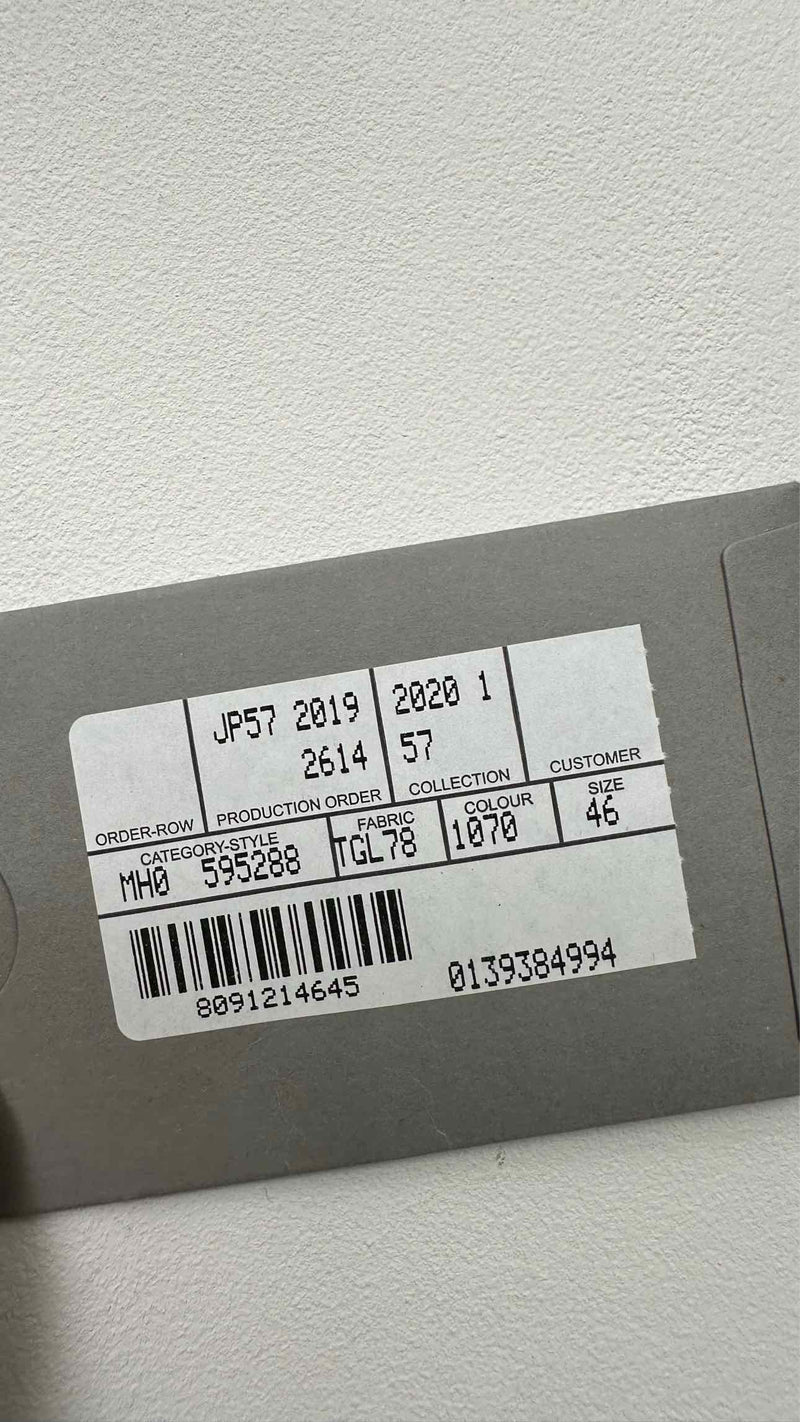 JP57 2019
2614
2020 1
57
ORDER-ROW
PRODUCTION ORDER
COLLECTION
CUSTOMER
CATEGORY-STYLE
MH0 595288
FABRIC
TGL78
COLOUR
1070
SIZE
46
8091214645
0139384994